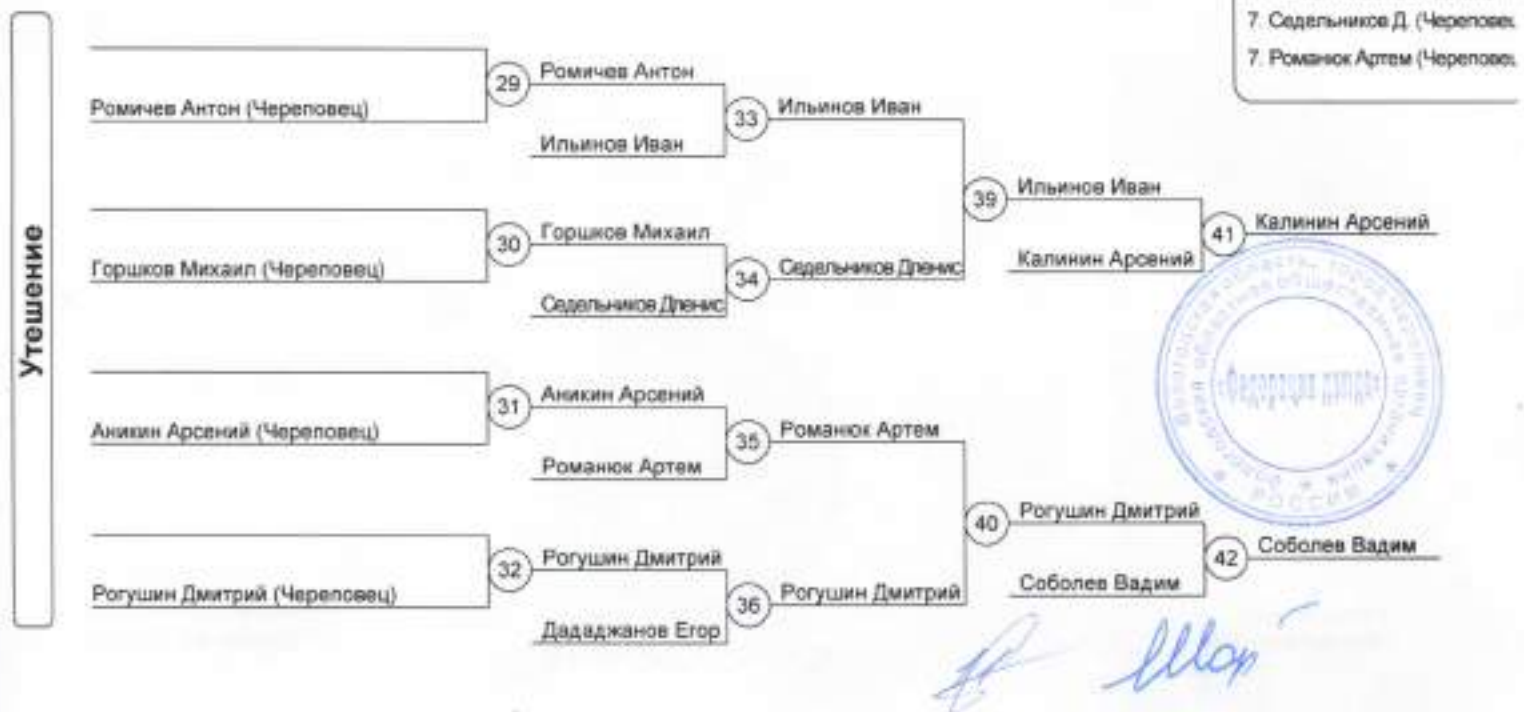 7. Седельников Д. (Черепове
7. Романюк Артем (Черепове
Утешение
Ромичев Антон (Череповец)
29
Ромичев Антон
Ильинов Иван
33
Ильинов Иван
Горшков Михаил (Череповец)
30
Горшков Михаил
Седельников Дленис
34
Седельников Дленис
39
Ильинов Иван
Калинин Арсений
41
Калинин Арсений
Аникин Арсений (Череповец)
31
Аникин Арсений
Романюк Артем
35
Романюк Артем
Рогушин Дмитрий (Череповец)
32
Рогушин Дмитрий
Дададжанов Егор
36
Рогушин Дмитрий
40
Рогушин Дмитрий
Соболев Вадим
42
Соболев Вадим
РОССИЯ